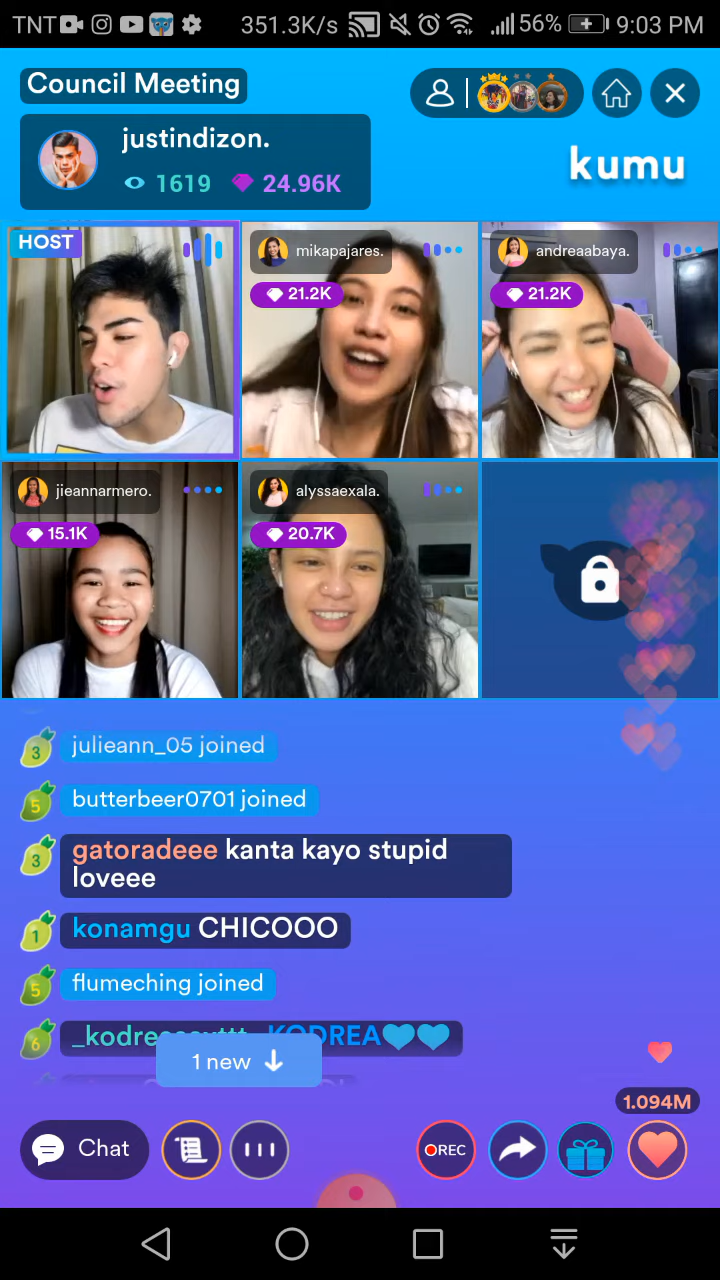 TNT 351.3K/s 56% 9:03 PM
Council Meeting
justindizon.
1619 24.96K
kumu
HOST
mikapajares.
21.2K
andreaabaya.
21.2K
jieannarmero.
15.1K
alyssaexala.
20.7K
3 julieann_05 joined
5 butterbeer0701 joined
3 gatoradeee kanta kayo stupid
loveee
1 konamgu CHICOOO
5 flumeching joined
6 KODREA💙💙
1 new
1.094M
Chat
REC